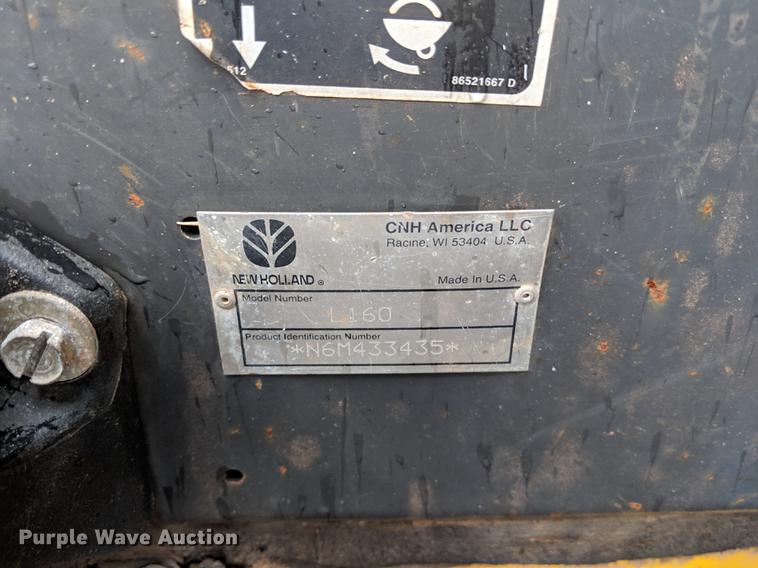 512
86521667 D
CNH America LLC
Racine, WI 53404 U.S.A.
NEW HOLLAND ®
Made In U.S.A.
Model Number
L160
Product Identification Number
*N6M433435*
Purple Wave Auction